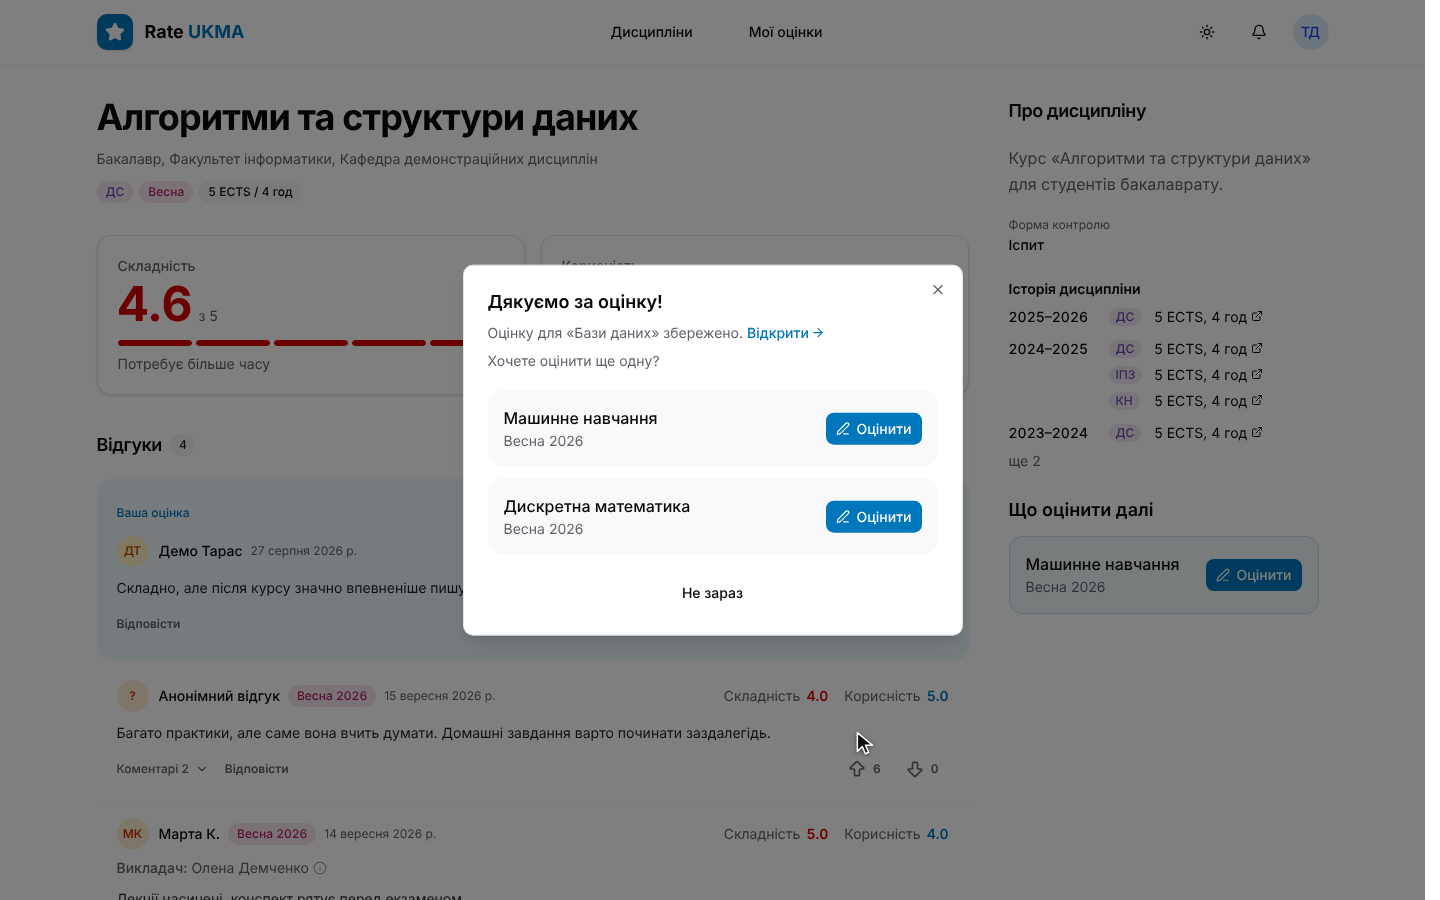 Rate UKMA
Дисципліни
Мої оцінки
ТД
Алгоритми та структури даних
Бакалавр, Факультет інформатики, Кафедра демонстраційних дисциплін
ДС Весна 5 ECTS / 4 год
Складність
4.6 з 5
Потребує більше часу
Відгуки 4
Ваша оцінка
ДТ Демо Тарас 27 серпня 2026 р.
Складно, але після курсу значно впевненіше пишу
Відповісти
? Анонімний відгук Весна 2026 15 вересня 2026 р. Складність 4.0 Корисність 5.0
Багато практики, але саме вона вчить думати. Домашні завдання варто починати заздалегідь.
Коментарі 2 Відповісти 6 0
МК Марта К. Весна 2026 14 вересня 2026 р. Складність 5.0 Корисність 4.0
Викладач: Олена Демченко
Лекції насичені, конспект рятує перед екзаменом.
Дякуємо за оцінку!
Оцінку для «Бази даних» збережено. Відкрити →
Хочете оцінити ще одну?
Машинне навчання
Весна 2026
Оцінити
Дискретна математика
Весна 2026
Оцінити
Не зараз
Про дисципліну
Курс «Алгоритми та структури даних»
для студентів бакалаврату.
Форма контролю
Іспит
Історія дисципліни
2025–2026 ДС 5 ECTS, 4 год
2024–2025 ДС 5 ECTS, 4 год
ІПЗ 5 ECTS, 4 год
КН 5 ECTS, 4 год
2023–2024 ДС 5 ECTS, 4 год
ще 2
Що оцінити далі
Машинне навчання
Весна 2026
Оцінити